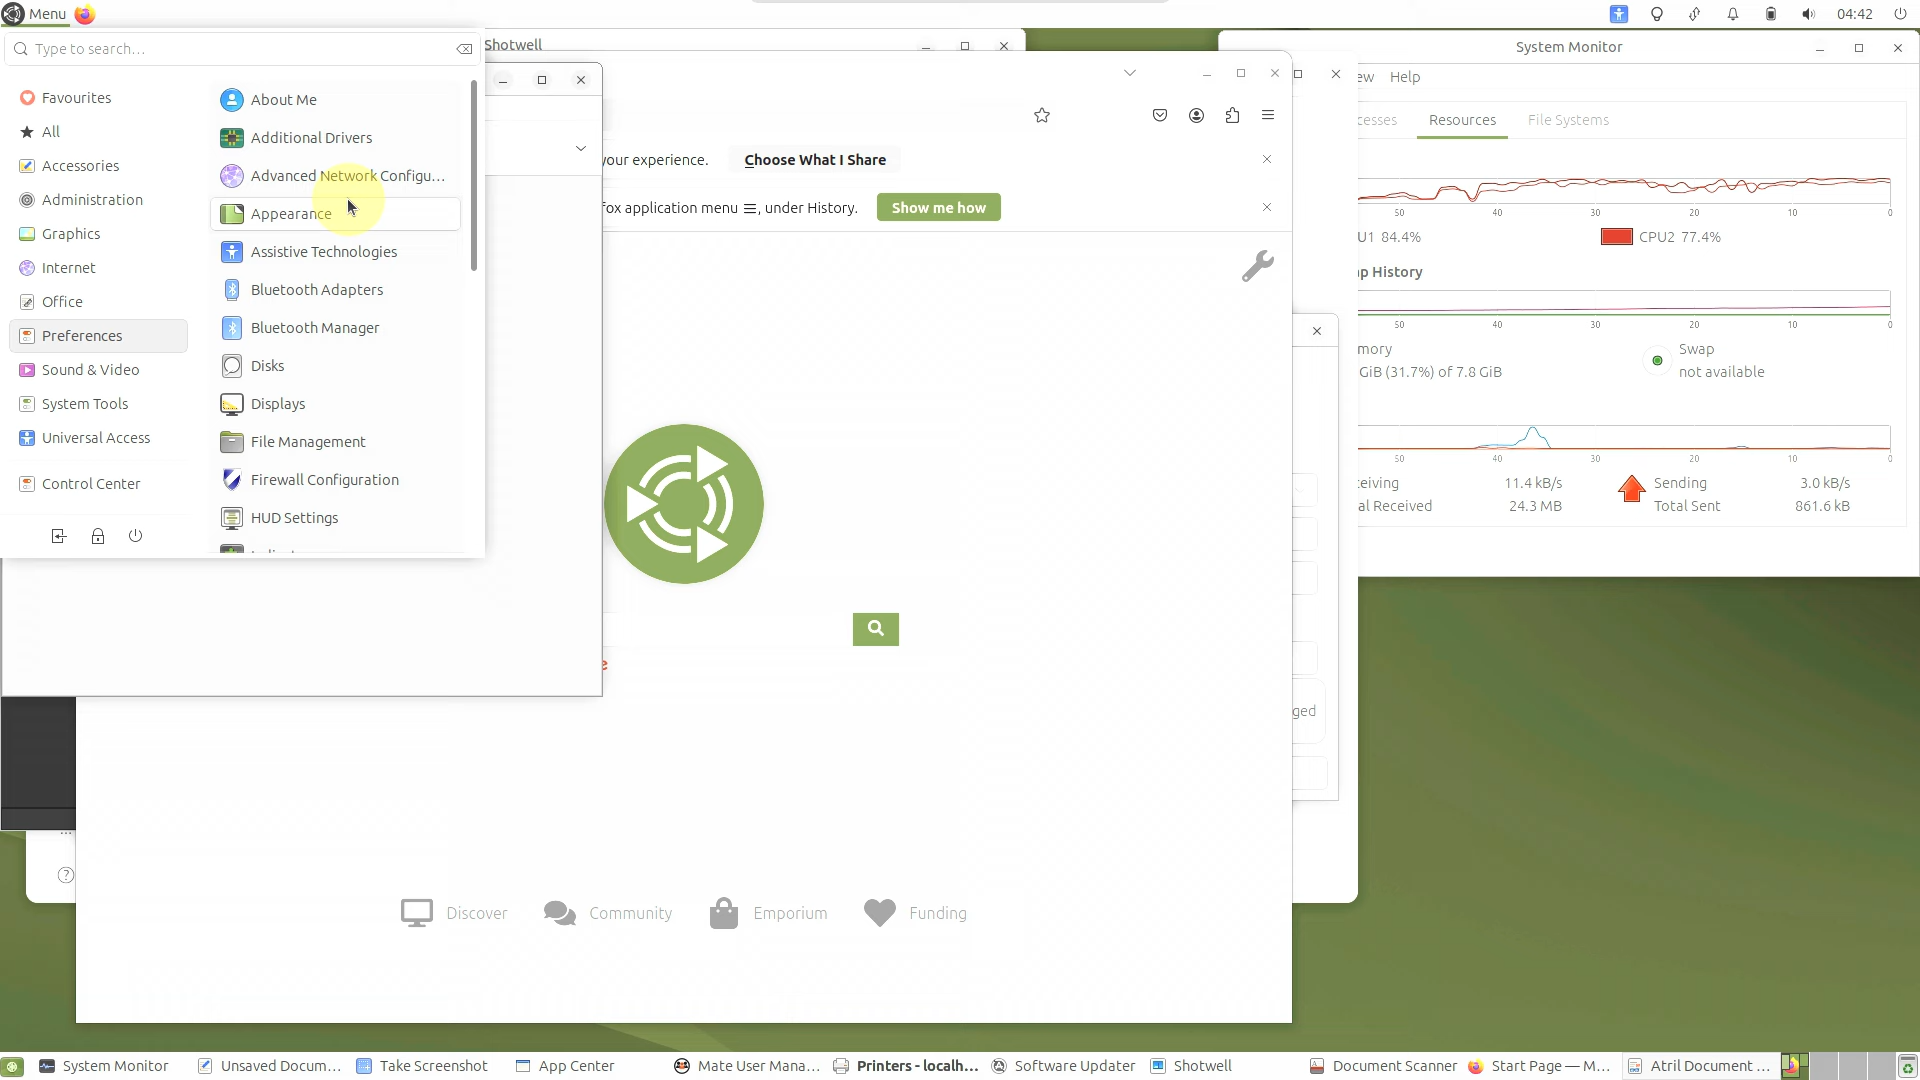 Menu
04:42
Type to search...
Favourites
All
Accessories
Administration
Graphics
Internet
Office
Preferences
Sound & Video
System Tools
Universal Access
Control Center
About Me
Additional Drivers
Advanced Network Configu...
Appearance
Assistive Technologies
Bluetooth Adapters
Bluetooth Manager
Disks
Displays
File Management
Firewall Configuration
HUD Settings
Shotwell
your experience.
Choose What I Share
fox application menu ☰, under History.
Show me how
Discover
Community
Emporium
Funding
ged
System Monitor
ew Help
cesses
Resources
File Systems
50 40 30 20 10 0
U1 84.4%
CPU2 77.4%
p History
50 40 30 20 10 0
mory
GiB (31.7%) of 7.8 GiB
Swap
not available
50 40 30 20 10 0
eiving 11.4 kB/s
al Received 24.3 MB
Sending 3.0 kB/s
Total Sent 861.6 kB
System Monitor
Unsaved Docum...
Take Screenshot
App Center
Mate User Mana...
Printers - localh...
Software Updater
Shotwell
Document Scanner
Start Page — M...
Atril Document ...